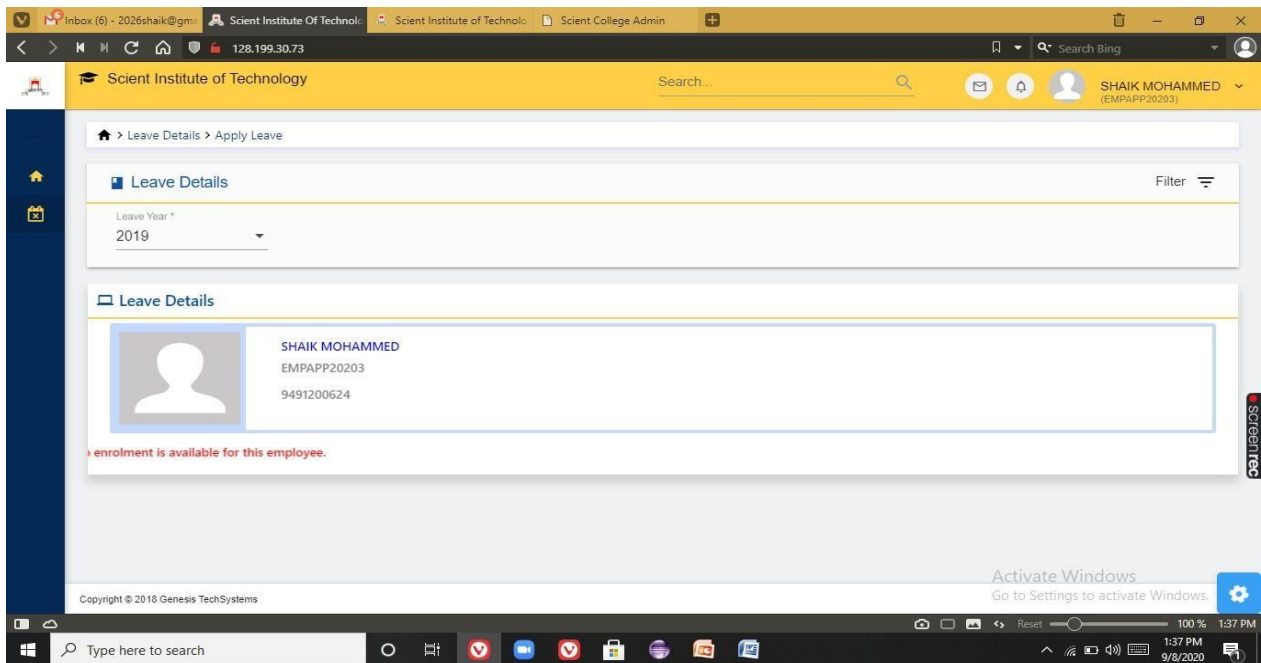 Inbox (6) - 2026shaik@gma
Scient Institute Of Technolo
Scient Institute of Technolo
Scient College Admin
128.199.30.73
Search Bing
Scient Institute of Technology
Search...
SHAIK MOHAMMED
(EMPAPP20203)
> Leave Details > Apply Leave
Leave Details
Filter
Leave Year *
2019
Leave Details
SHAIK MOHAMMED
EMPAPP20203
9491200624
enrolment is available for this employee.
screenrec
Activate Windows
Go to Settings to activate Windows.
Copyright © 2018 Genesis TechSystems
Reset
100 %
1:37 PM
Type here to search
1:37 PM
9/8/2020